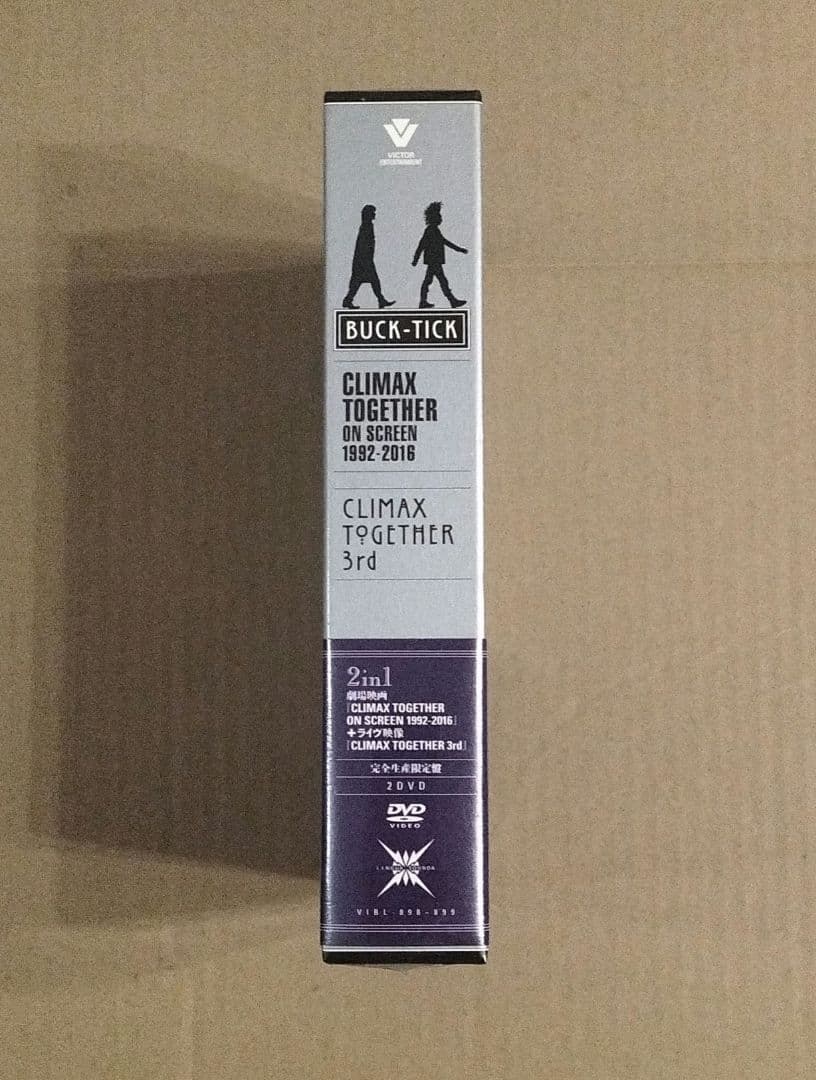 VICTOR
ENTERTAINMENT
BUCK-TICK
CLIMAX
TOGETHER
ON SCREEN
1992-2016
CLIMAX
TOGETHER
3rd
2in1
劇場映画
「CLIMAX TOGETHER
ON SCREEN 1992-2016」
+ライヴ映像
「CLIMAX TOGETHER 3rd」
完全生産限定盤
2DVD
DVD
VIDEO
LINGUA SOUNDA
VIBL-898-899